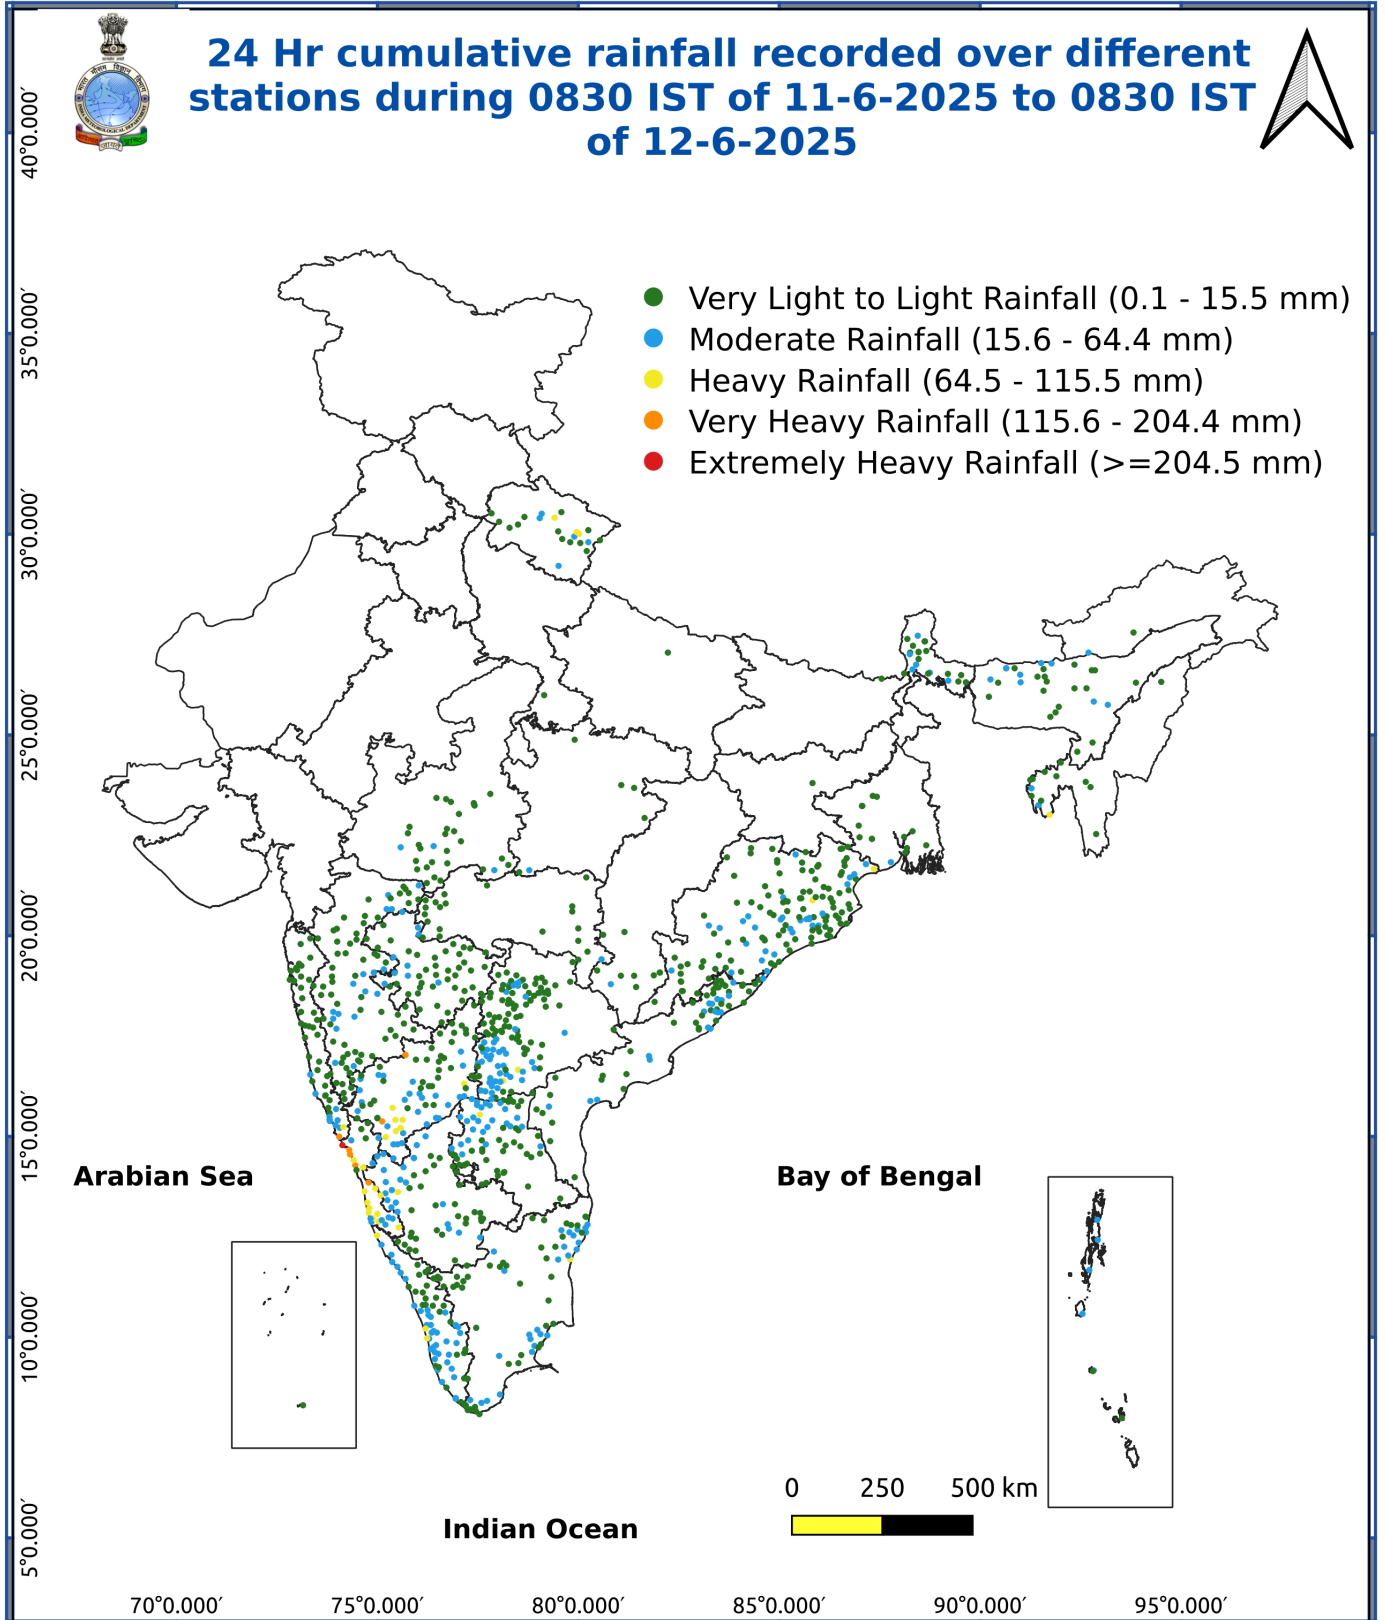 24 Hr cumulative rainfall recorded over different
stations during 0830 IST of 11-6-2025 to 0830 IST
of 12-6-2025
Very Light to Light Rainfall (0.1 - 15.5 mm)
Moderate Rainfall (15.6 - 64.4 mm)
Heavy Rainfall (64.5 - 115.5 mm)
Very Heavy Rainfall (115.6 - 204.4 mm)
Extremely Heavy Rainfall (>=204.5 mm)
40°0.000′
35°0.000′
30°0.000′
25°0.000′
20°0.000′
15°0.000′
10°0.000′
5°0.000′
Arabian Sea
Bay of Bengal
Indian Ocean
0 250 500 km
70°0.000′ 75°0.000′ 80°0.000′ 85°0.000′ 90°0.000′ 95°0.000′